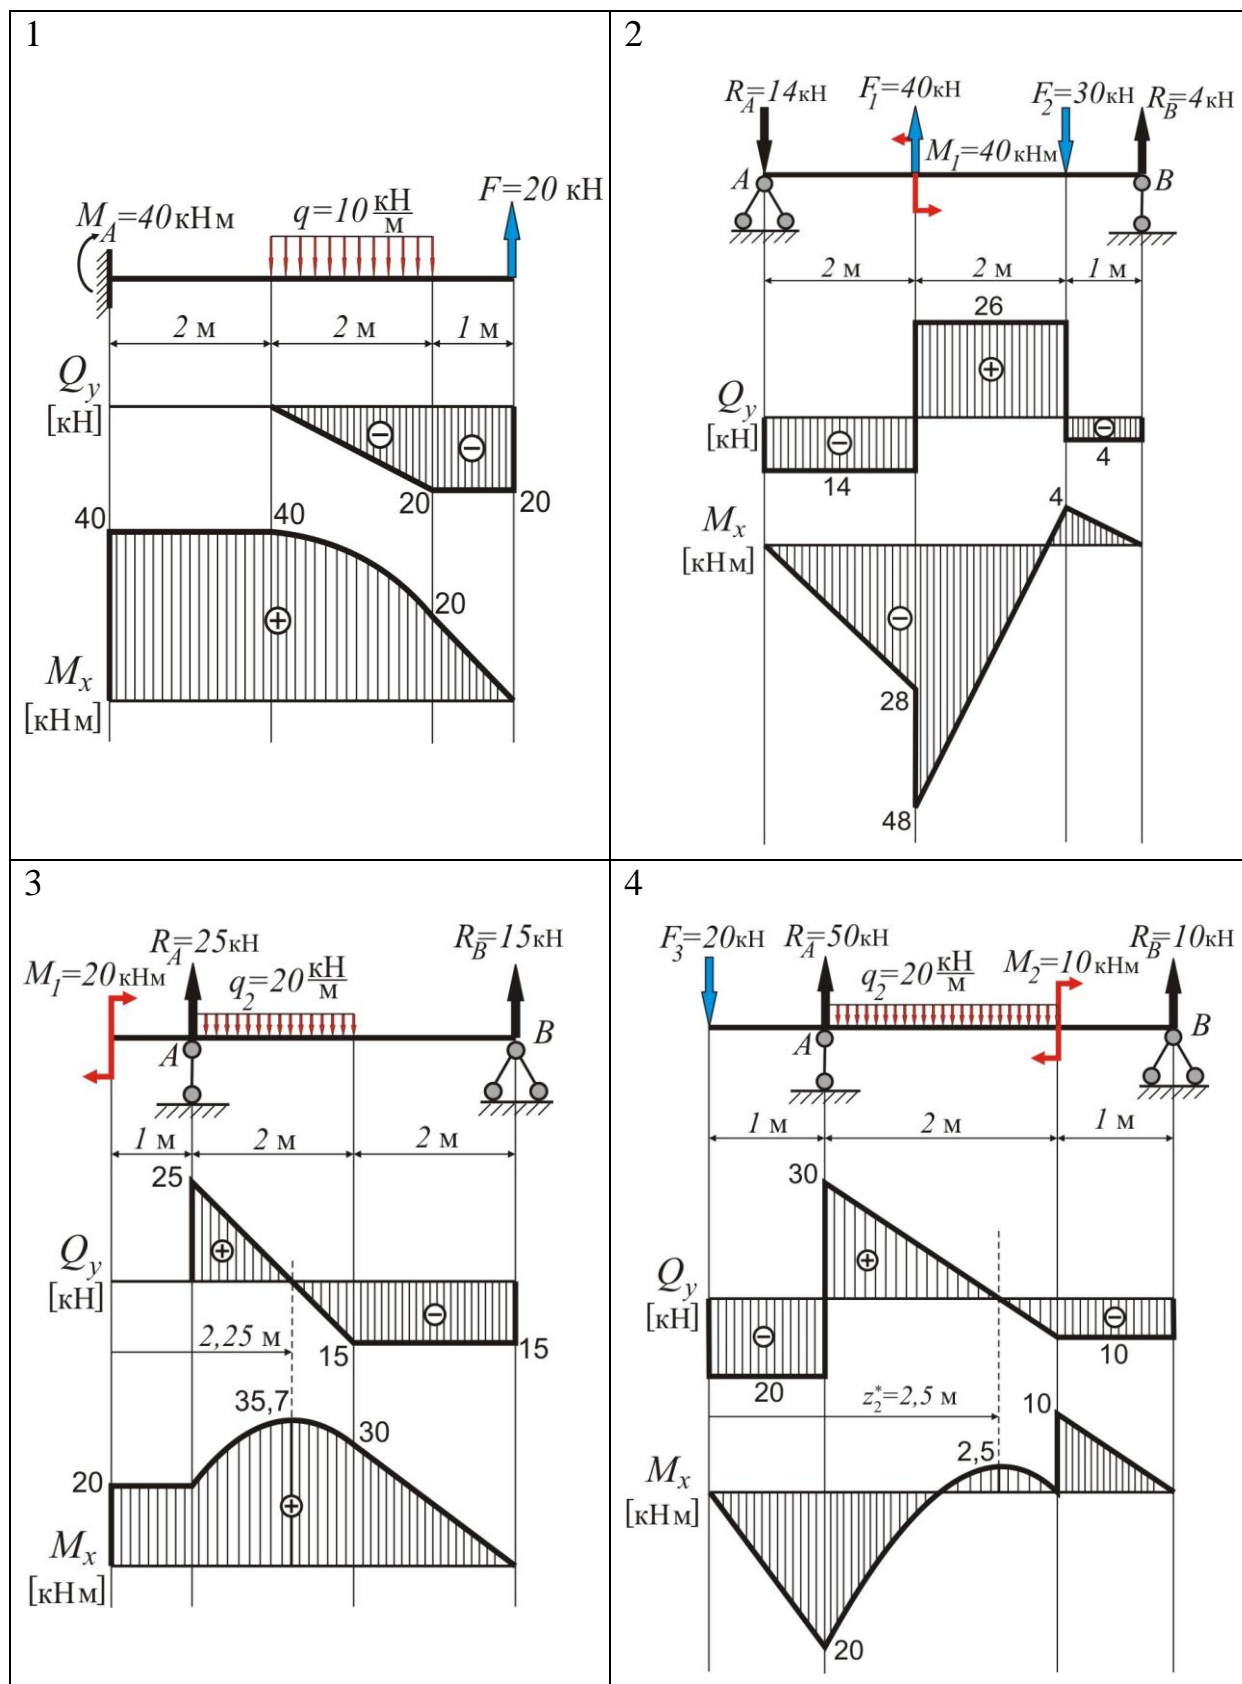 1
M_A=40 кНм
q=10 кН/м
F=20 кН
2 м
2 м
1 м
Q_y
[кН]
20
20
40
40
20
M_x
[кНм]
2
R_A=14кН
F_1=40кН
F_2=30кН
R_B=4кН
M_1=40кНм
A
B
2 м
2 м
1 м
26
Q_y
[кН]
14
4
4
M_x
[кНм]
28
48
3
R_A=25кН
R_B=15кН
M_1=20кНм
q_2=20 кН/м
A
B
1 м
2 м
2 м
25
Q_y
[кН]
2,25 м
15
15
35,7
30
20
M_x
[кНм]
4
F_3=20кН
R_A=50кН
R_B=10кН
q_2=20 кН/м
M_2=10кНм
A
B
1 м
2 м
1 м
30
Q_y
[кН]
20
10
z_2^*=2,5 м
10
2,5
M_x
[кНм]
20